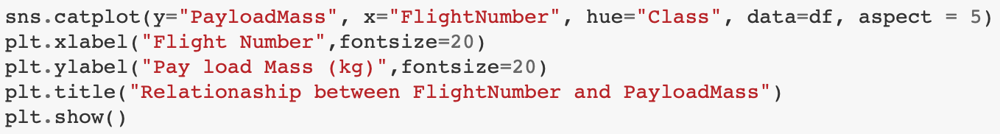 sns.catplot(y="PayloadMass", x="FlightNumber", hue="Class", data=df, aspect = 5)
plt.xlabel("Flight Number",fontsize=20)
plt.ylabel("Pay load Mass (kg)",fontsize=20)
plt.title("Relationaship between FlightNumber and PayloadMass")
plt.show()